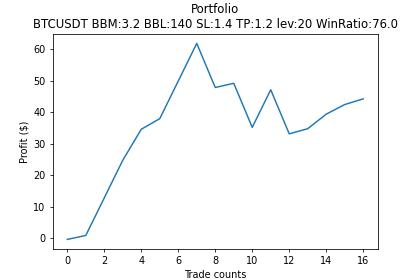 Portfolio
BTCUSDT BBM:3.2 BBL:140 SL:1.4 TP:1.2 lev:20 WinRatio:76.0
60
50
40
30
20
10
0
Profit ($)
0 2 4 6 8 10 12 14 16
Trade counts